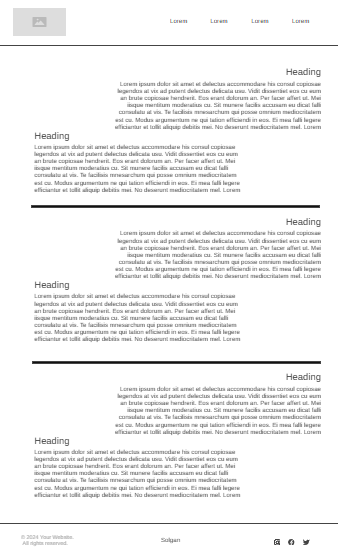 Lorem Lorem Lorem Lorem
Heading
Lorem ipsum dolor sit amet el delectus accommodare his consul copiosae
legendos at vix ad putent delectus delicata usu. Vidit dissentiet eos cu eum
an brute copiosae hendrerit. Eos erant dolorum an. Per facer affert ut. Mei
iisque mentitum moderatius cu. Sit munere facilis accusam eu dicat falli
consulatu at vis. Te facilisis mnesarchum qui posse omnium mediocritatem
est cu. Modus argumentum ne qui tation efficiendi in eos. Ei mea falli legere
efficiantur et tollit aliquip debitis mei. No deserunt mediocritatem mel. Lorem
Heading
Lorem ipsum dolor sit amet el delectus accommodare his consul copiosae
legendos at vix ad putent delectus delicata usu. Vidit dissentiet eos cu eum
an brute copiosae hendrerit. Eos erant dolorum an. Per facer affert ut. Mei
iisque mentitum moderatius cu. Sit munere facilis accusam eu dicat falli
consulatu at vis. Te facilisis mnesarchum qui posse omnium mediocritatem
est cu. Modus argumentum ne qui tation efficiendi in eos. Ei mea falli legere
efficiantur et tollit aliquip debitis mei. No deserunt mediocritatem mel. Lorem
Heading
Lorem ipsum dolor sit amet el delectus accommodare his consul copiosae
legendos at vix ad putent delectus delicata usu. Vidit dissentiet eos cu eum
an brute copiosae hendrerit. Eos erant dolorum an. Per facer affert ut. Mei
iisque mentitum moderatius cu. Sit munere facilis accusam eu dicat falli
consulatu at vis. Te facilisis mnesarchum qui posse omnium mediocritatem
est cu. Modus argumentum ne qui tation efficiendi in eos. Ei mea falli legere
efficiantur et tollit aliquip debitis mei. No deserunt mediocritatem mel. Lorem
Heading
Lorem ipsum dolor sit amet el delectus accommodare his consul copiosae
legendos at vix ad putent delectus delicata usu. Vidit dissentiet eos cu eum
an brute copiosae hendrerit. Eos erant dolorum an. Per facer affert ut. Mei
iisque mentitum moderatius cu. Sit munere facilis accusam eu dicat falli
consulatu at vis. Te facilisis mnesarchum qui posse omnium mediocritatem
est cu. Modus argumentum ne qui tation efficiendi in eos. Ei mea falli legere
efficiantur et tollit aliquip debitis mei. No deserunt mediocritatem mel. Lorem
Heading
Lorem ipsum dolor sit amet el delectus accommodare his consul copiosae
legendos at vix ad putent delectus delicata usu. Vidit dissentiet eos cu eum
an brute copiosae hendrerit. Eos erant dolorum an. Per facer affert ut. Mei
iisque mentitum moderatius cu. Sit munere facilis accusam eu dicat falli
consulatu at vis. Te facilisis mnesarchum qui posse omnium mediocritatem
est cu. Modus argumentum ne qui tation efficiendi in eos. Ei mea falli legere
efficiantur et tollit aliquip debitis mei. No deserunt mediocritatem mel. Lorem
Heading
Lorem ipsum dolor sit amet el delectus accommodare his consul copiosae
legendos at vix ad putent delectus delicata usu. Vidit dissentiet eos cu eum
an brute copiosae hendrerit. Eos erant dolorum an. Per facer affert ut. Mei
iisque mentitum moderatius cu. Sit munere facilis accusam eu dicat falli
consulatu at vis. Te facilisis mnesarchum qui posse omnium mediocritatem
est cu. Modus argumentum ne qui tation efficiendi in eos. Ei mea falli legere
efficiantur et tollit aliquip debitis mei. No deserunt mediocritatem mel. Lorem
© 2024 Your Website.
All rights reserved.
Solgan